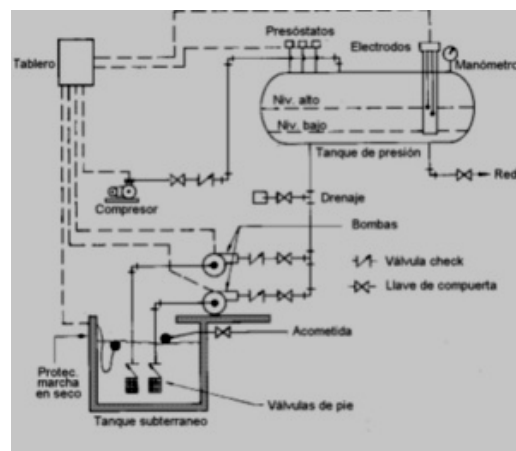 Presóstatos
Electrodos
Tablero
Manómetro
Niv. alto
Niv. bajo
Tanque de presión
Red
Compresor
Drenaje
Bombas
Válvula check
Llave de compuerta
Acometida
Protec.
marcha
en seco
Válvulas de pie
Tanque subterraneo